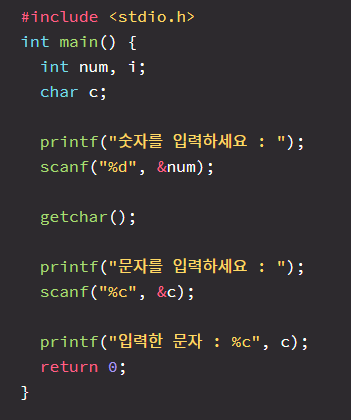 #include <stdio.h>
int main() {
int num, i;
char c;
printf("숫자를 입력하세요 : ");
scanf("%d", &num);
getchar();
printf("문자를 입력하세요 : ");
scanf("%c", &c);
printf("입력한 문자 : %c", c);
return 0;
}